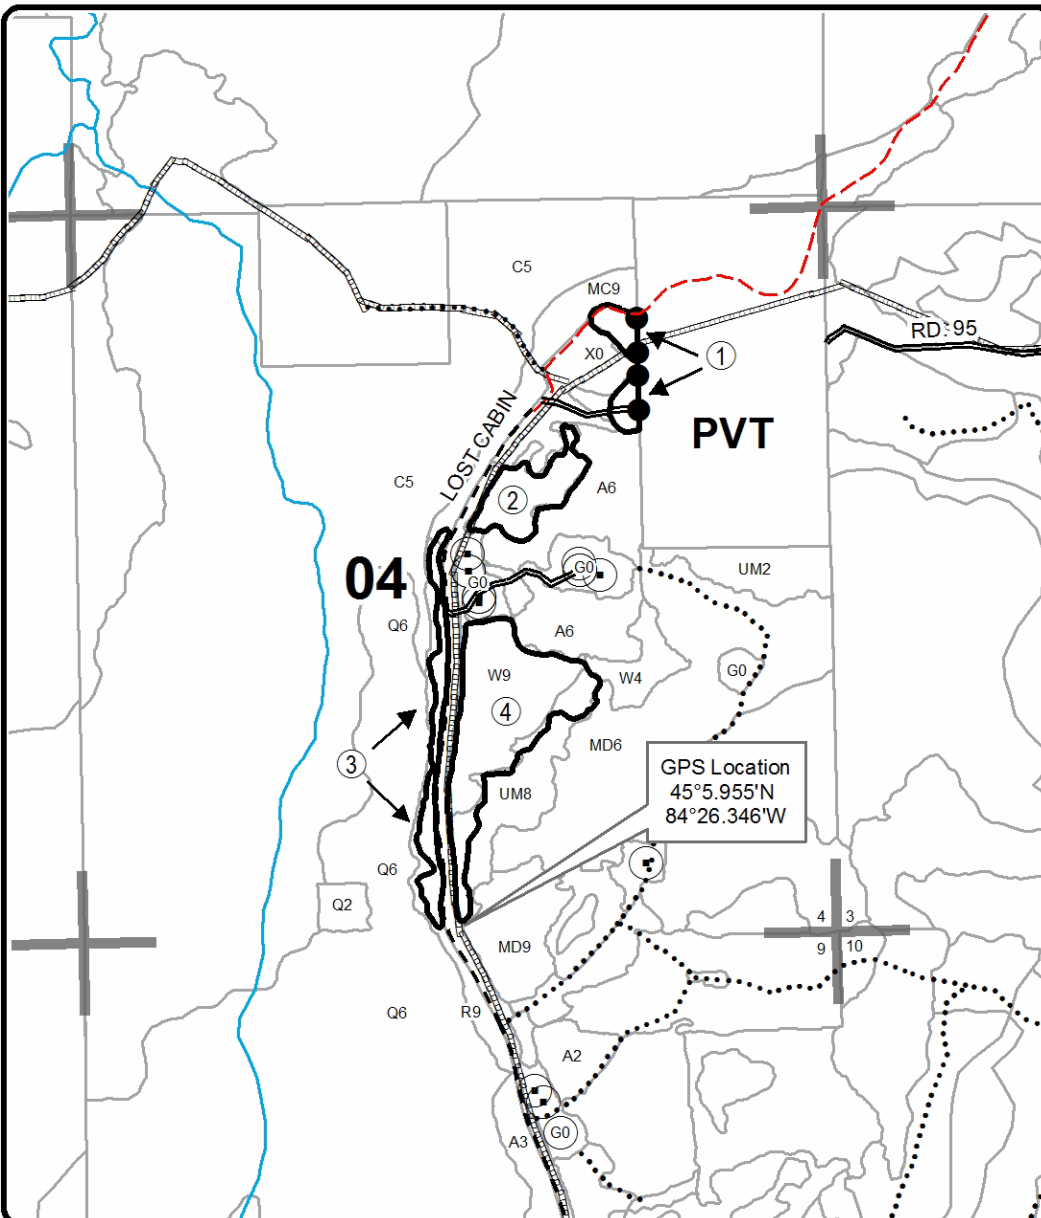 C5
MC9
RD: 95
X0
1
PVT
LOST CABIN
C5
A6
2
04
G0
G0
UM2
Q6
A6
W9
W4
G0
4
MD6
3
GPS Location
45°5.955'N
84°26.346'W
UM8
Q6
Q2
4 3
9 10
MD9
Q6
R9
A2
G0
A3